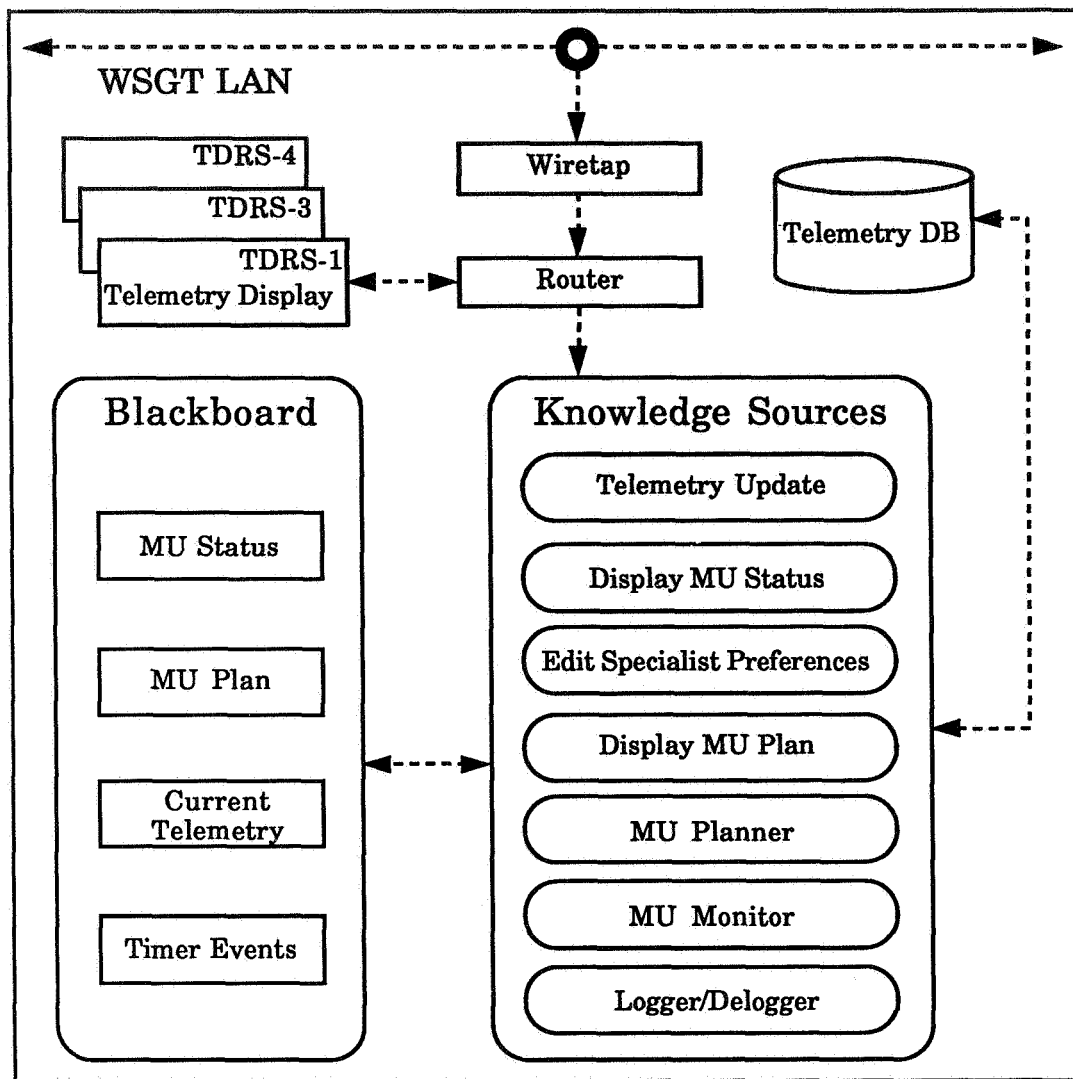 WSGT LAN
TDRS-4
TDRS-3
TDRS-1
Telemetry Display
Wiretap
Router
Telemetry DB
Blackboard
MU Status
MU Plan
Current
Telemetry
Timer Events
Knowledge Sources
Telemetry Update
Display MU Status
Edit Specialist Preferences
Display MU Plan
MU Planner
MU Monitor
Logger/Delogger